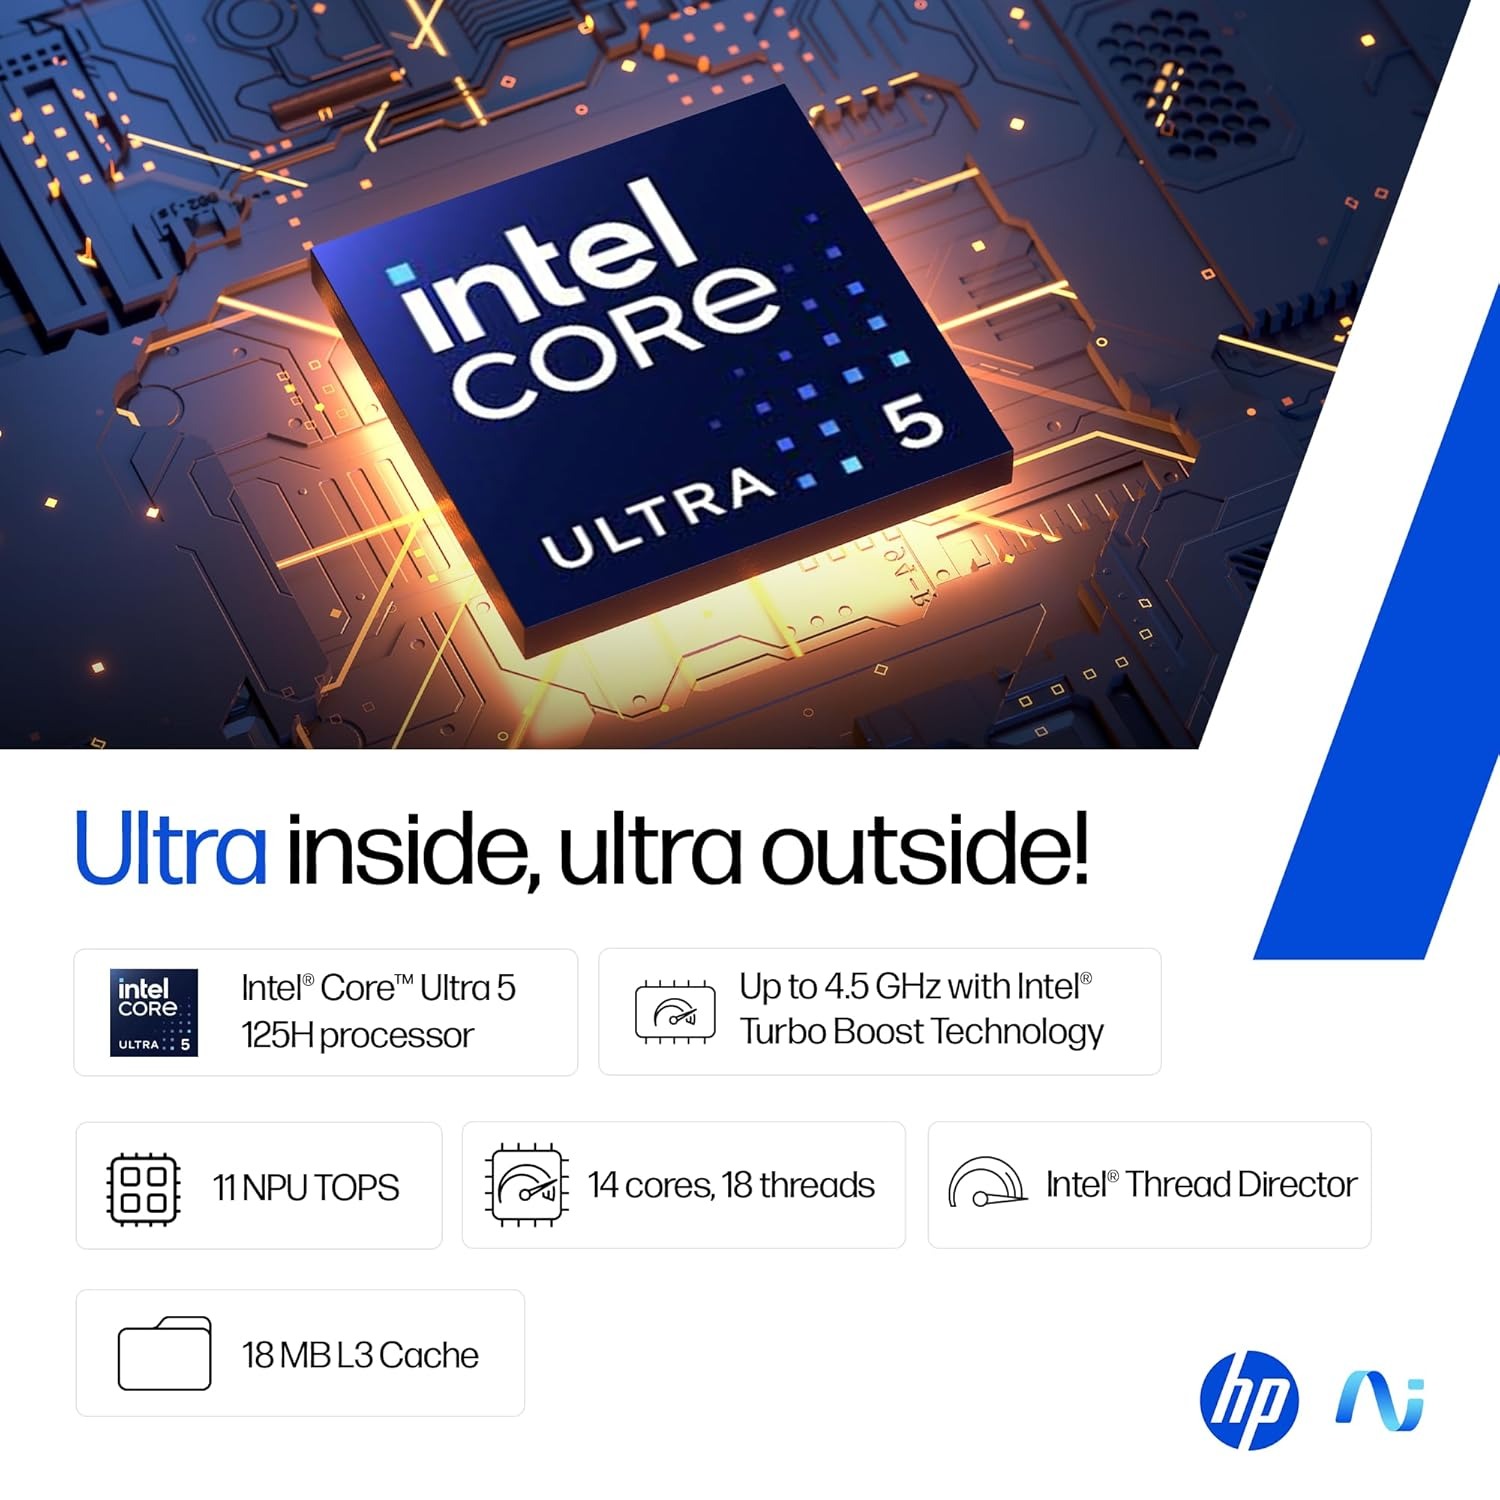 intel
CORe
ULTRA 5
Ultra inside, ultra outside!
intel
CORe
ULTRA 5
Intel® Core™ Ultra 5
125H processor
Up to 4.5 GHz with Intel®
Turbo Boost Technology
11 NPU TOPS
14 cores, 18 threads
Intel® Thread Director
18 MB L3 Cache
hp